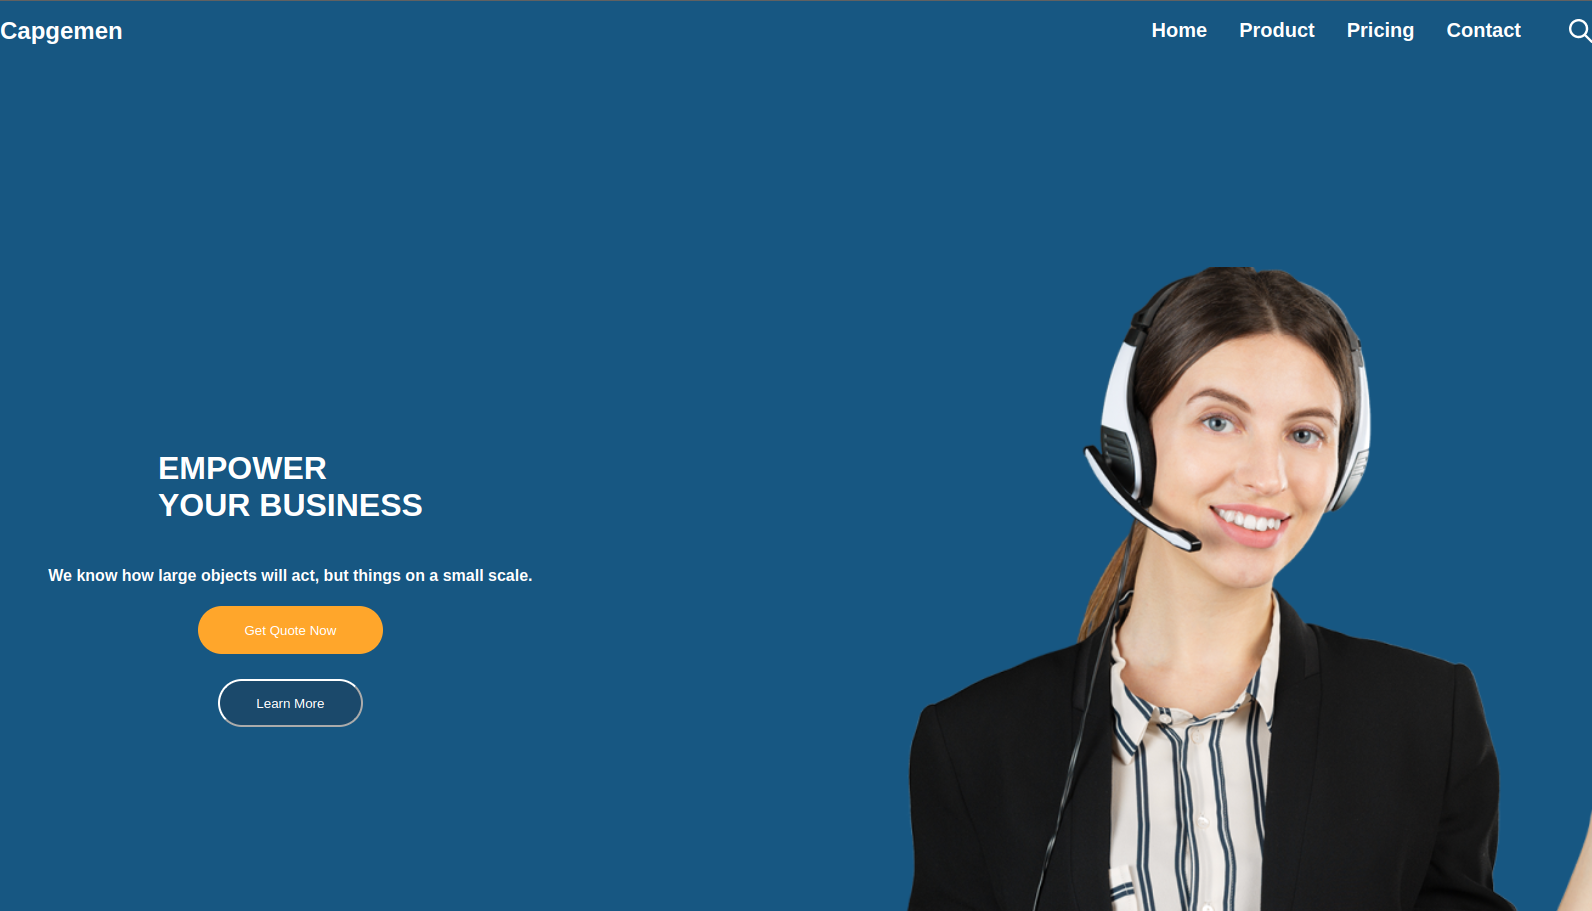 Capgemen
Home Product Pricing Contact
EMPOWER
YOUR BUSINESS
We know how large objects will act, but things on a small scale.
Get Quote Now
Learn More